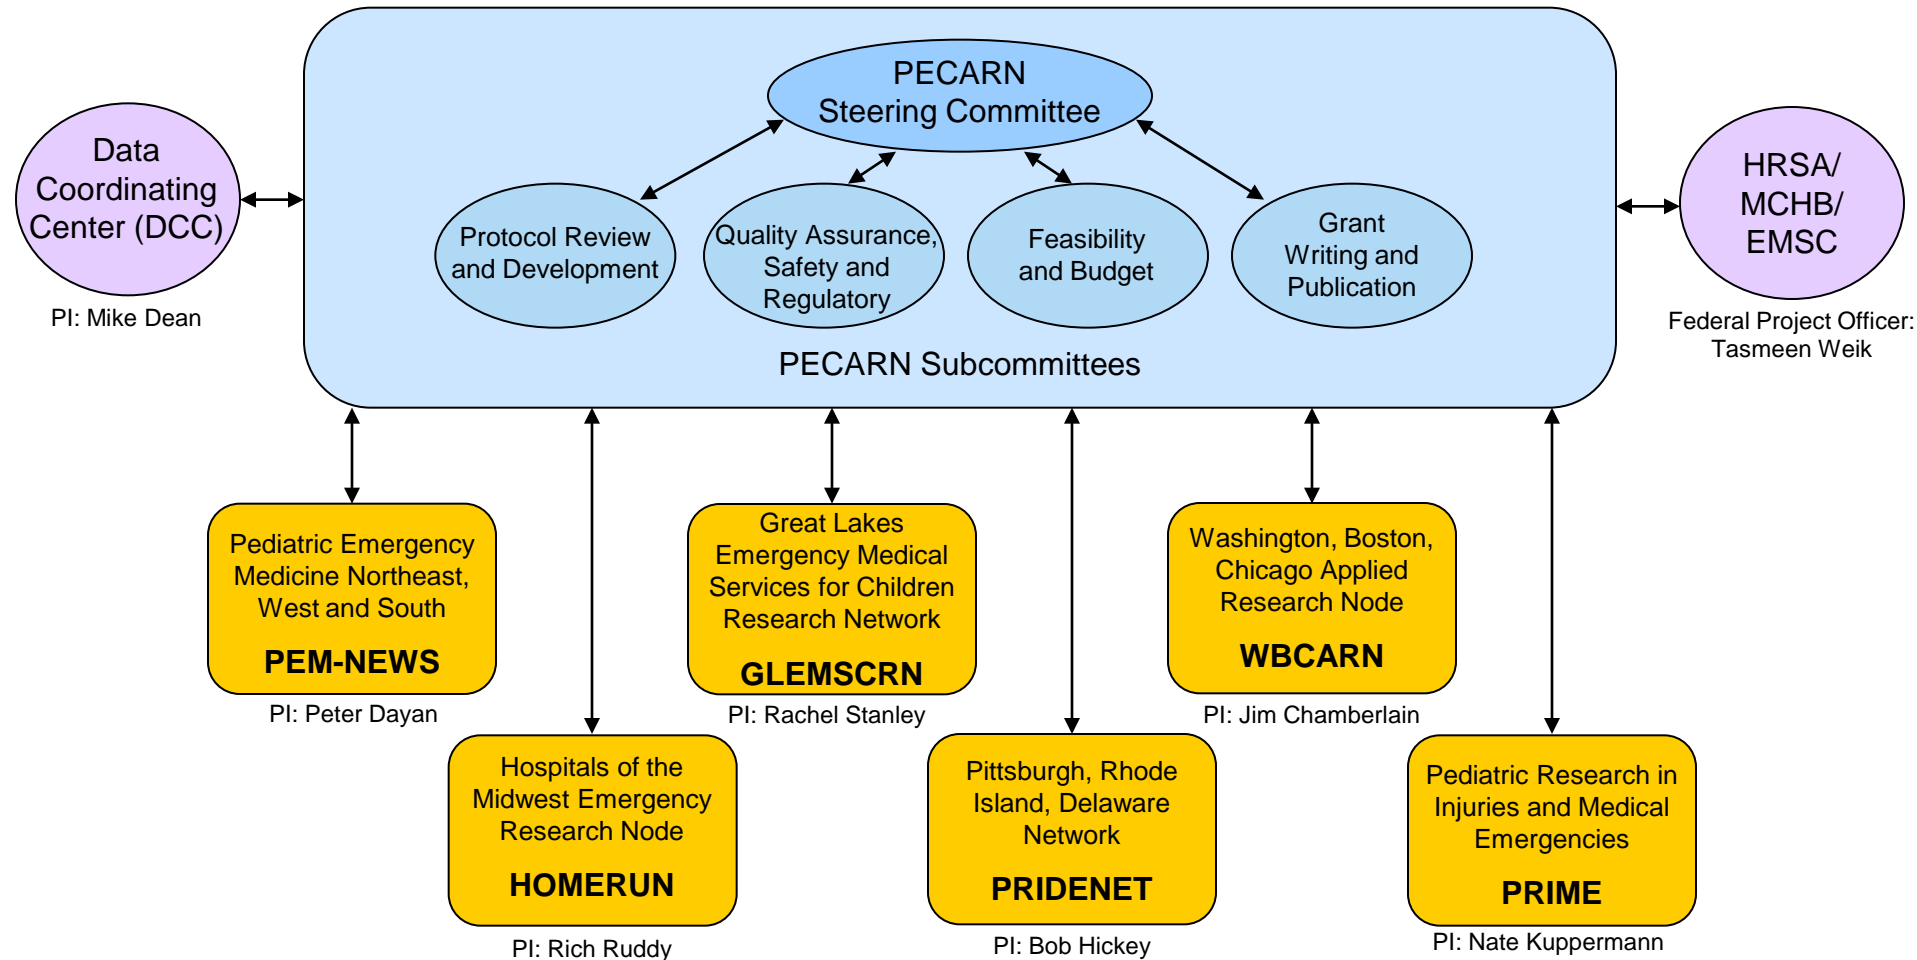 PECARN
Steering Committee
Data
Coordinating
Center (DCC)
PI: Mike Dean
HRSA/
MCHB/
EMSC
Federal Project Officer:
Tasmeen Weik
Protocol Review
and Development
Quality Assurance,
Safety and
Regulatory
Feasibility
and Budget
Grant
Writing and
Publication
PECARN Subcommittees
Pediatric Emergency
Medicine Northeast,
West and South
PEM-NEWS
PI: Peter Dayan
Great Lakes
Emergency Medical
Services for Children
Research Network
GLEMSCRN
PI: Rachel Stanley
Washington, Boston,
Chicago Applied
Research Node
WBCARN
PI: Jim Chamberlain
Hospitals of the
Midwest Emergency
Research Node
HOMERUN
PI: Rich Ruddy
Pittsburgh, Rhode
Island, Delaware
Network
PRIDENET
PI: Bob Hickey
Pediatric Research in
Injuries and Medical
Emergencies
PRIME
PI: Nate Kuppermann